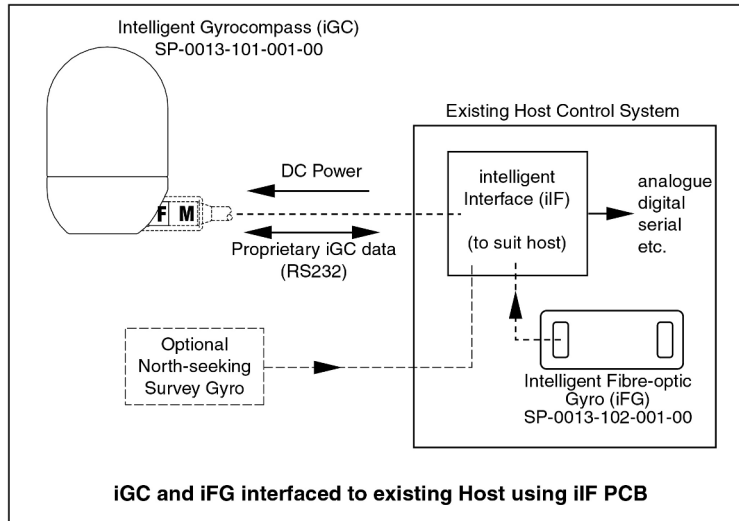 Intelligent Gyrocompass (iGC)
SP-0013-101-001-00
F M
DC Power
Proprietary iGC data
(RS232)
Existing Host Control System
intelligent
Interface (iIF)
(to suit host)
analogue
digital
serial
etc.
Optional
North-seeking
Survey Gyro
Intelligent Fibre-optic
Gyro (iFG)
SP-0013-102-001-00
iGC and iFG interfaced to existing Host using iIF PCB